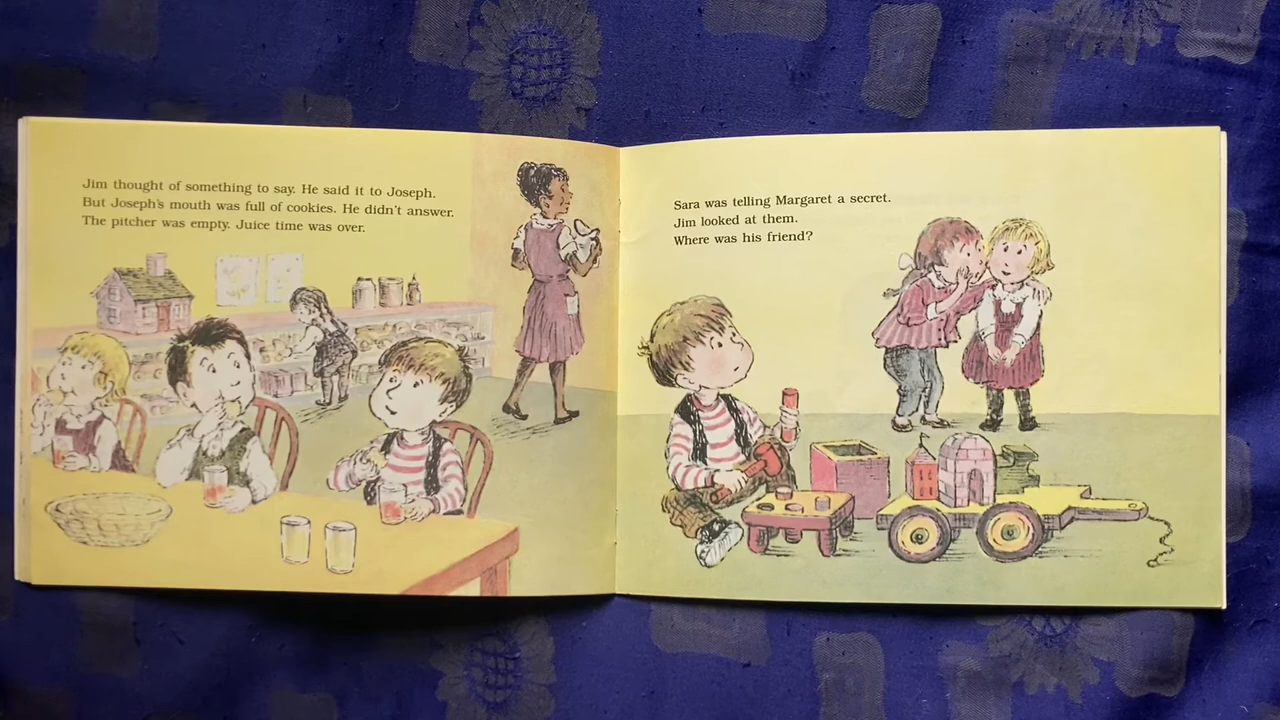 Jim thought of something to say. He said it to Joseph.
But Joseph's mouth was full of cookies. He didn't answer.
The pitcher was empty. Juice time was over.
Sara was telling Margaret a secret.
Jim looked at them.
Where was his friend?